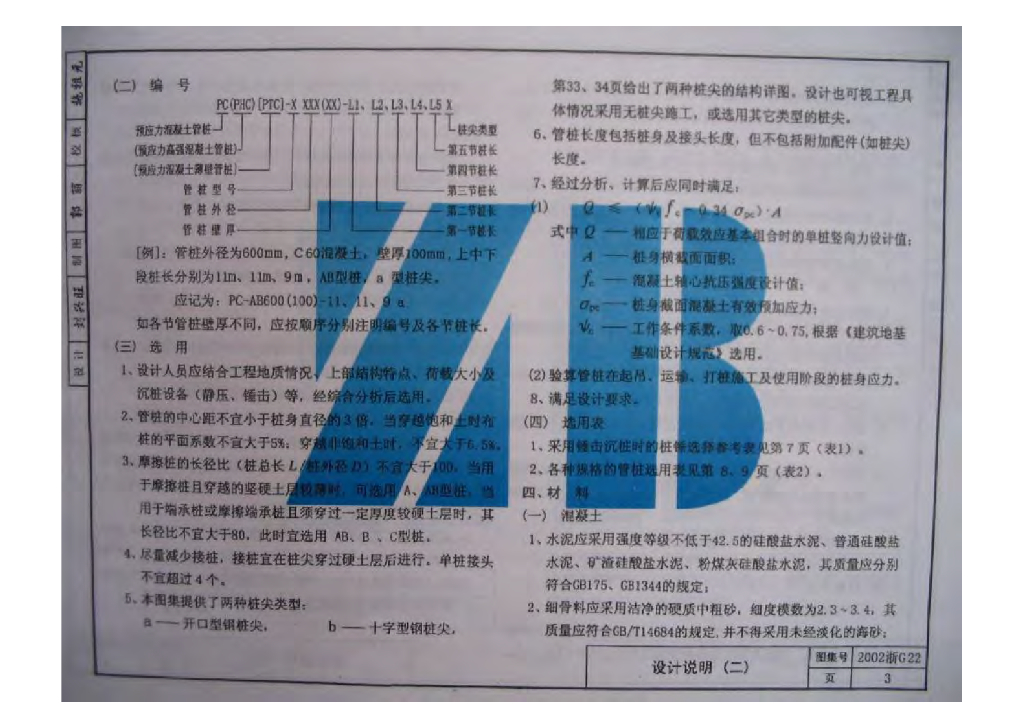 (二) 编 号
PC(PHC)[PTC]-X XXX(XX)-L1、L2、L3、L4、L5 X
预应力混凝土管桩
(预应力高强混凝土管桩)
[预应力混凝土薄壁管桩]
管 桩 型 号
管 桩 外 径
管 桩 壁 厚
桩尖类型
第五节桩长
第四节桩长
第三节桩长
第二节桩长
第一节桩长
[例]：管桩外径为600mm, C60混凝土，壁厚100mm, 上中下
段桩长分别为11m、11m、9m，AB型桩，a 型桩尖。
应记为：PC-AB600(100)-11、11、9 a
如各节管桩壁厚不同，应按顺序分别注明编号及各节桩长。
(三) 选 用
1、设计人员应结合工程地质情况、上部结构特点、荷载大小及
沉桩设备（静压、锤击）等，经综合分析后选用。
2、管桩的中心距不宜小于桩身直径的3倍，当穿越饱和土时布
桩的平面系数不宜大于5%；穿越非饱和土时，不宜大于6.5%。
3、摩擦桩的长径比（桩总长L/桩外径D）不宜大于100，当用
于摩擦桩且穿越的坚硬土层较薄时，可选用 A、AB型桩，当
用于端承桩或摩擦端承桩且须穿过一定厚度较硬土层时，其
长径比不宜大于80，此时宜选用 AB、B 、C型桩。
4、尽量减少接桩，接桩宜在桩尖穿过硬土层后进行，单桩接头
不宜超过4个。
5、本图集提供了两种桩尖类型：
a —— 开口型钢桩尖， b —— 十字型钢桩尖，
第33、34页给出了两种桩尖的结构详图。设计也可视工程具
体情况采用无桩尖施工，或选用其它类型的桩尖。
6、管桩长度包括桩身及接头长度，但不包括附加配件(如桩尖)
长度。
7、经过分析、计算后应同时满足：
(1) Q ≤ (Ψc fc - 0.34 σpc)·A
式中 Q —— 相应于荷载效应基本组合时的单桩竖向力设计值；
A —— 桩身横截面面积；
fc —— 混凝土轴心抗压强度设计值；
σpc —— 桩身截面混凝土有效预加应力；
Ψc —— 工作条件系数，取0.6~0.75,根据《建筑地基
基础设计规范》选用。
(2)验算管桩在起吊、运输、打桩施工及使用阶段的桩身应力。
8、满足设计要求。
(四) 选用表
1、采用锤击沉桩时的桩锤选择参考表见第7页（表1）。
2、各种规格的管桩选用表见第 8、9 页（表2）。
四、材 料
(一) 混凝土
1、水泥应采用强度等级不低于42.5的硅酸盐水泥、普通硅酸盐
水泥、矿渣硅酸盐水泥、粉煤灰硅酸盐水泥，其质量应分别
符合GB175、GB1344的规定；
2、细骨料应采用洁净的硬质中粗砂，细度模数为2.3~3.4，其
质量应符合GB/T14684的规定,并不得采用未经淡化的海砂；
设计说明（二）
图集号 2002浙G22
页 3
校 核
制 图
设 计